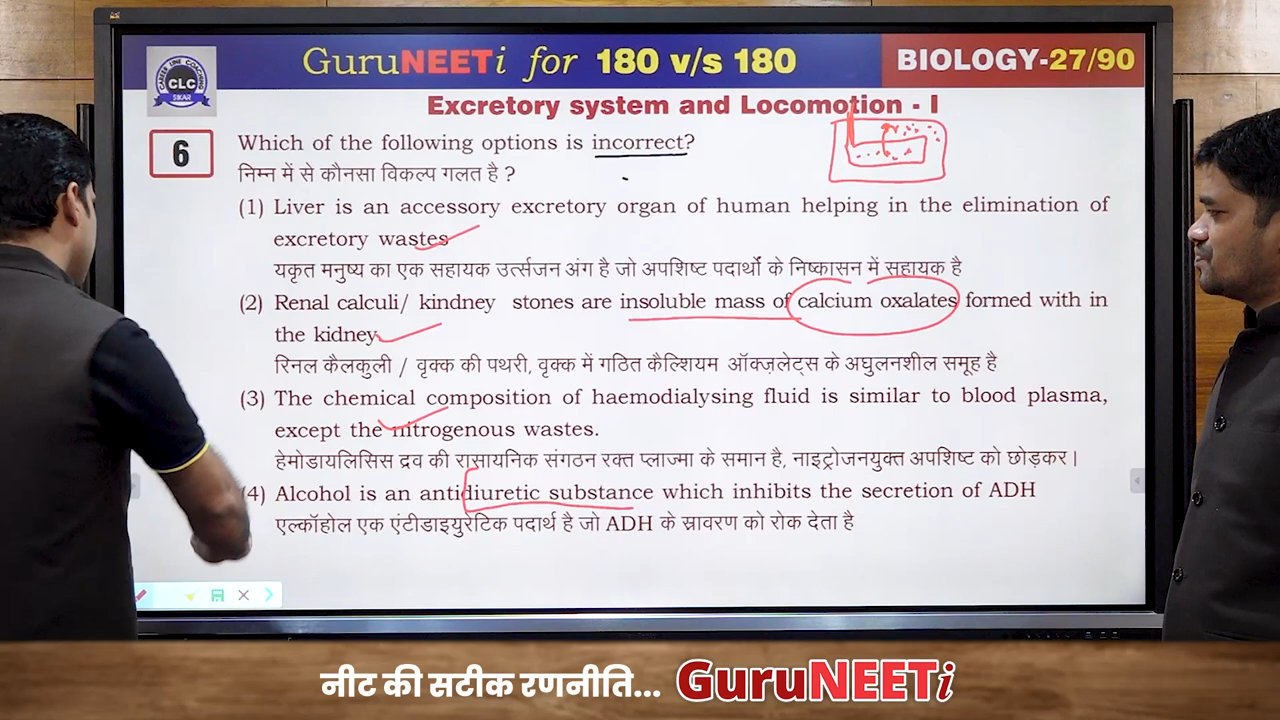 GuruNEETi for 180 v/s 180
BIOLOGY-27/90
CAREER LINE COACHING
CLC
SIKAR
Excretory system and Locomotion - I
6
Which of the following options is incorrect?
निम्न में से कौनसा विकल्प गलत है ?
(1) Liver is an accessory excretory organ of human helping in the elimination of
excretory wastes
यकृत मनुष्य का एक सहायक उर्त्सजन अंग है जो अपशिष्ट पदार्थों के निष्कासन में सहायक है
(2) Renal calculi/ kindney stones are insoluble mass of calcium oxalates formed with in
the kidney
रिनल कैलकुली / वृक्क की पथरी, वृक्क में गठित कैल्शियम ऑक्ज़लेट्स के अघुलनशील समूह है
(3) The chemical composition of haemodialysing fluid is similar to blood plasma,
except the nitrogenous wastes.
हेमोडायलिसिस द्रव की रासायनिक संगठन रक्त प्लाज्मा के समान है, नाइट्रोजनयुक्त अपशिष्ट को छोड़कर।
4) Alcohol is an antidiuretic substance which inhibits the secretion of ADH
एल्कॉहोल एक एंटीडाइयुरेटिक पदार्थ है जो ADH के स्रावरण को रोक देता है
नीट की सटीक रणनीति... GuruNEETi